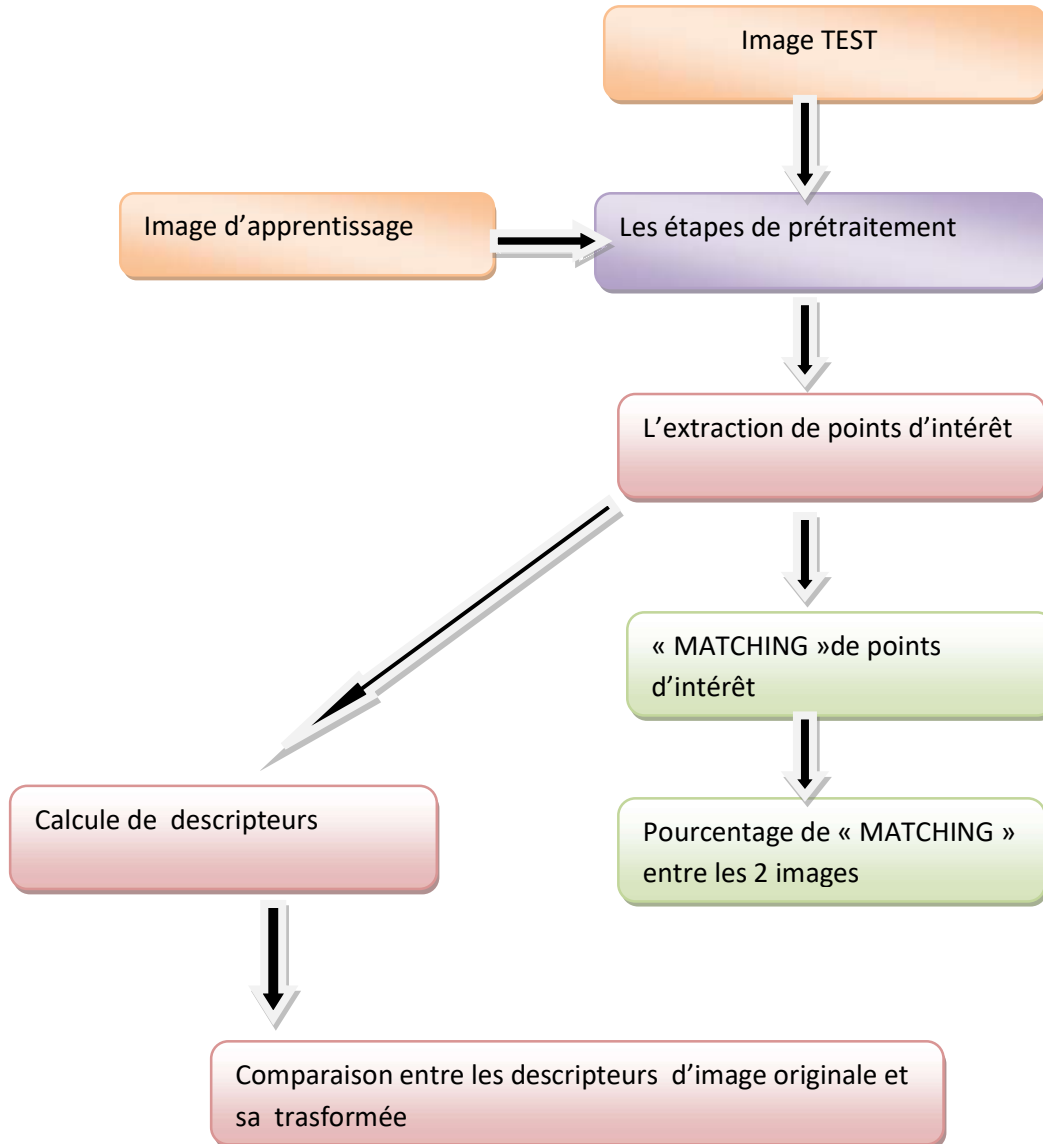 Image TEST
Image d’apprentissage
Les étapes de prétraitement
L’extraction de points d’intérêt
« MATCHING »de points
d’intérêt
Calcule de  descripteurs
Pourcentage de « MATCHING »
entre les 2 images
Comparaison entre les descripteurs  d’image originale et
sa  trasformée